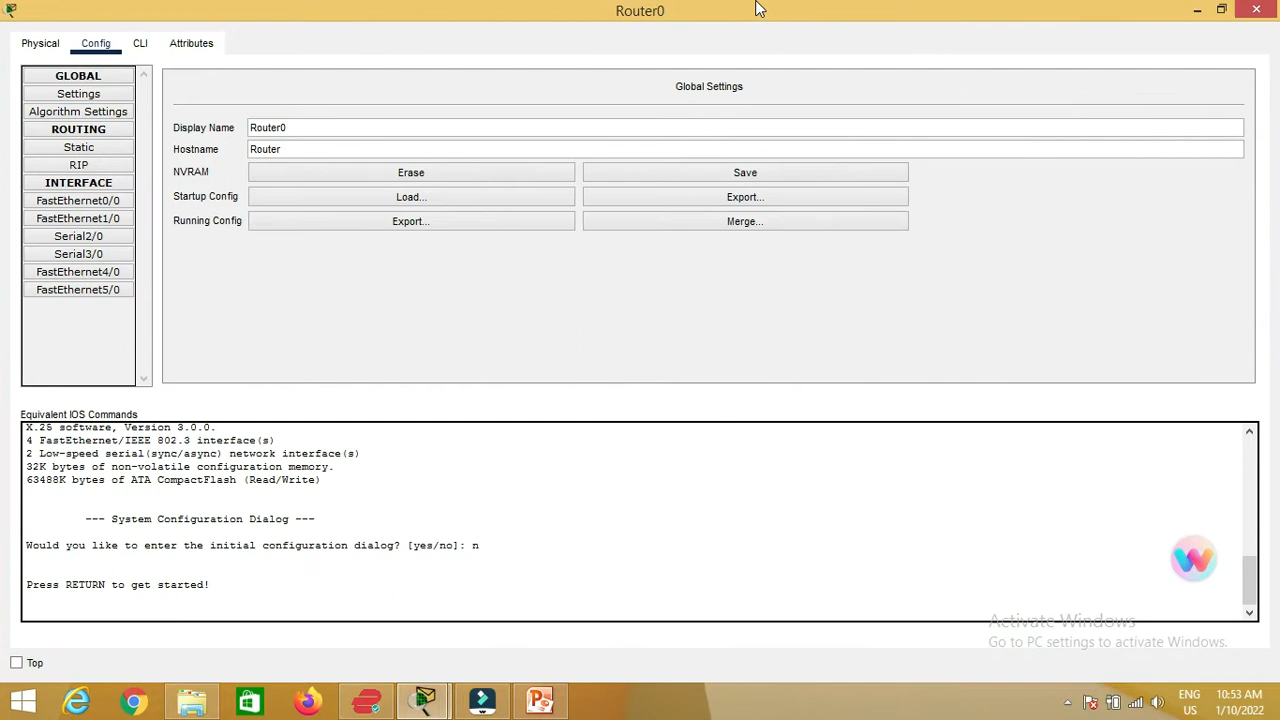 Router0
Physical
Config
CLI
Attributes
GLOBAL
Settings
Algorithm Settings
ROUTING
Static
RIP
INTERFACE
FastEthernet0/0
FastEthernet1/0
Serial2/0
Serial3/0
FastEthernet4/0
FastEthernet5/0
Global Settings
Display Name Router0
Hostname Router
NVRAM Erase Save
Startup Config Load... Export...
Running Config Export... Merge...
Equivalent IOS Commands
X.25 software, Version 3.0.0.
4 FastEthernet/IEEE 802.3 interface(s)
2 Low-speed serial(sync/async) network interface(s)
32K bytes of non-volatile configuration memory.
63488K bytes of ATA CompactFlash (Read/Write)
--- System Configuration Dialog ---
Would you like to enter the initial configuration dialog? [yes/no]: n
Press RETURN to get started!
Activate Windows
Go to PC settings to activate Windows.
Top
ENG 10:53 AM
US 1/10/2022